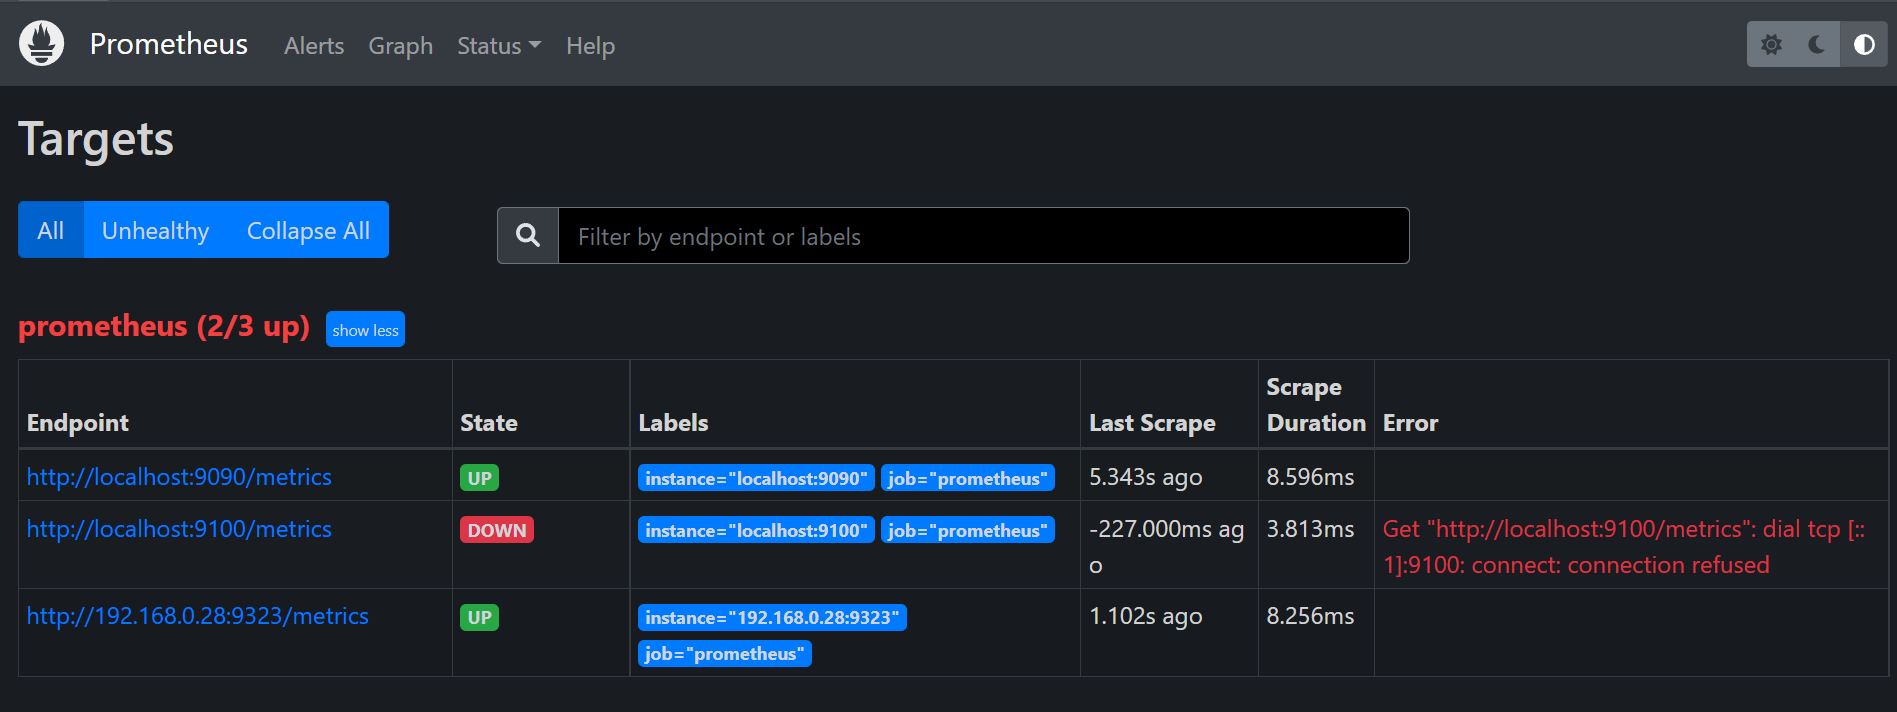 Prometheus Alerts Graph Status Help
Targets
All Unhealthy Collapse All Filter by endpoint or labels
prometheus (2/3 up) show less
Scrape
Endpoint State Labels Last Scrape Duration Error
http://localhost:9090/metrics UP instance="localhost:9090" job="prometheus" 5.343s ago 8.596ms
http://localhost:9100/metrics DOWN instance="localhost:9100" job="prometheus" -227.000ms ag 3.813ms Get "http://localhost:9100/metrics": dial tcp [::
o 1]:9100: connect: connection refused
http://192.168.0.28:9323/metrics UP instance="192.168.0.28:9323" 1.102s ago 8.256ms
job="prometheus"